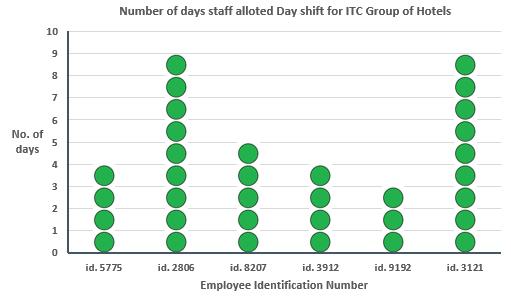 Number of days staff alloted Day shift for ITC Group of Hotels
10
9
8
7
6
5
4
3
2
1
0
No. of
days
id. 5775
id. 2806
id. 8207
id. 3912
id. 9192
id. 3121
Employee Identification Number